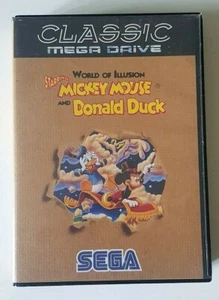 CLASSIC
MEGA DRIVE
WORLD OF ILLUSION
STARRING MICKEY MOUSE
AND DONALD DUCK
SEGA